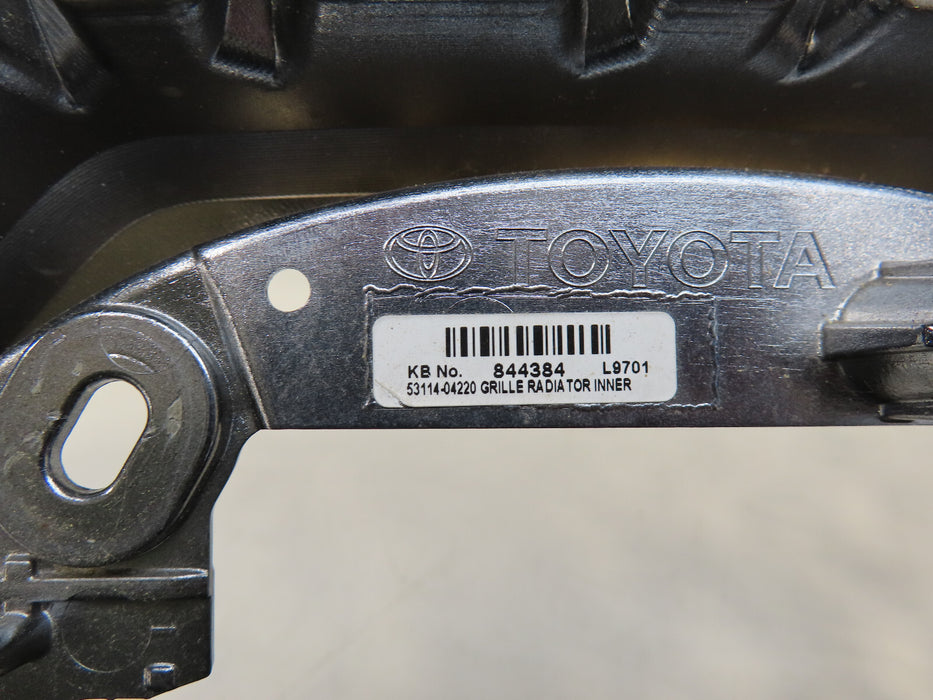 TOYOTA
KB No. 844384 L9701
53114-04220 GRILLE RADIATOR INNER